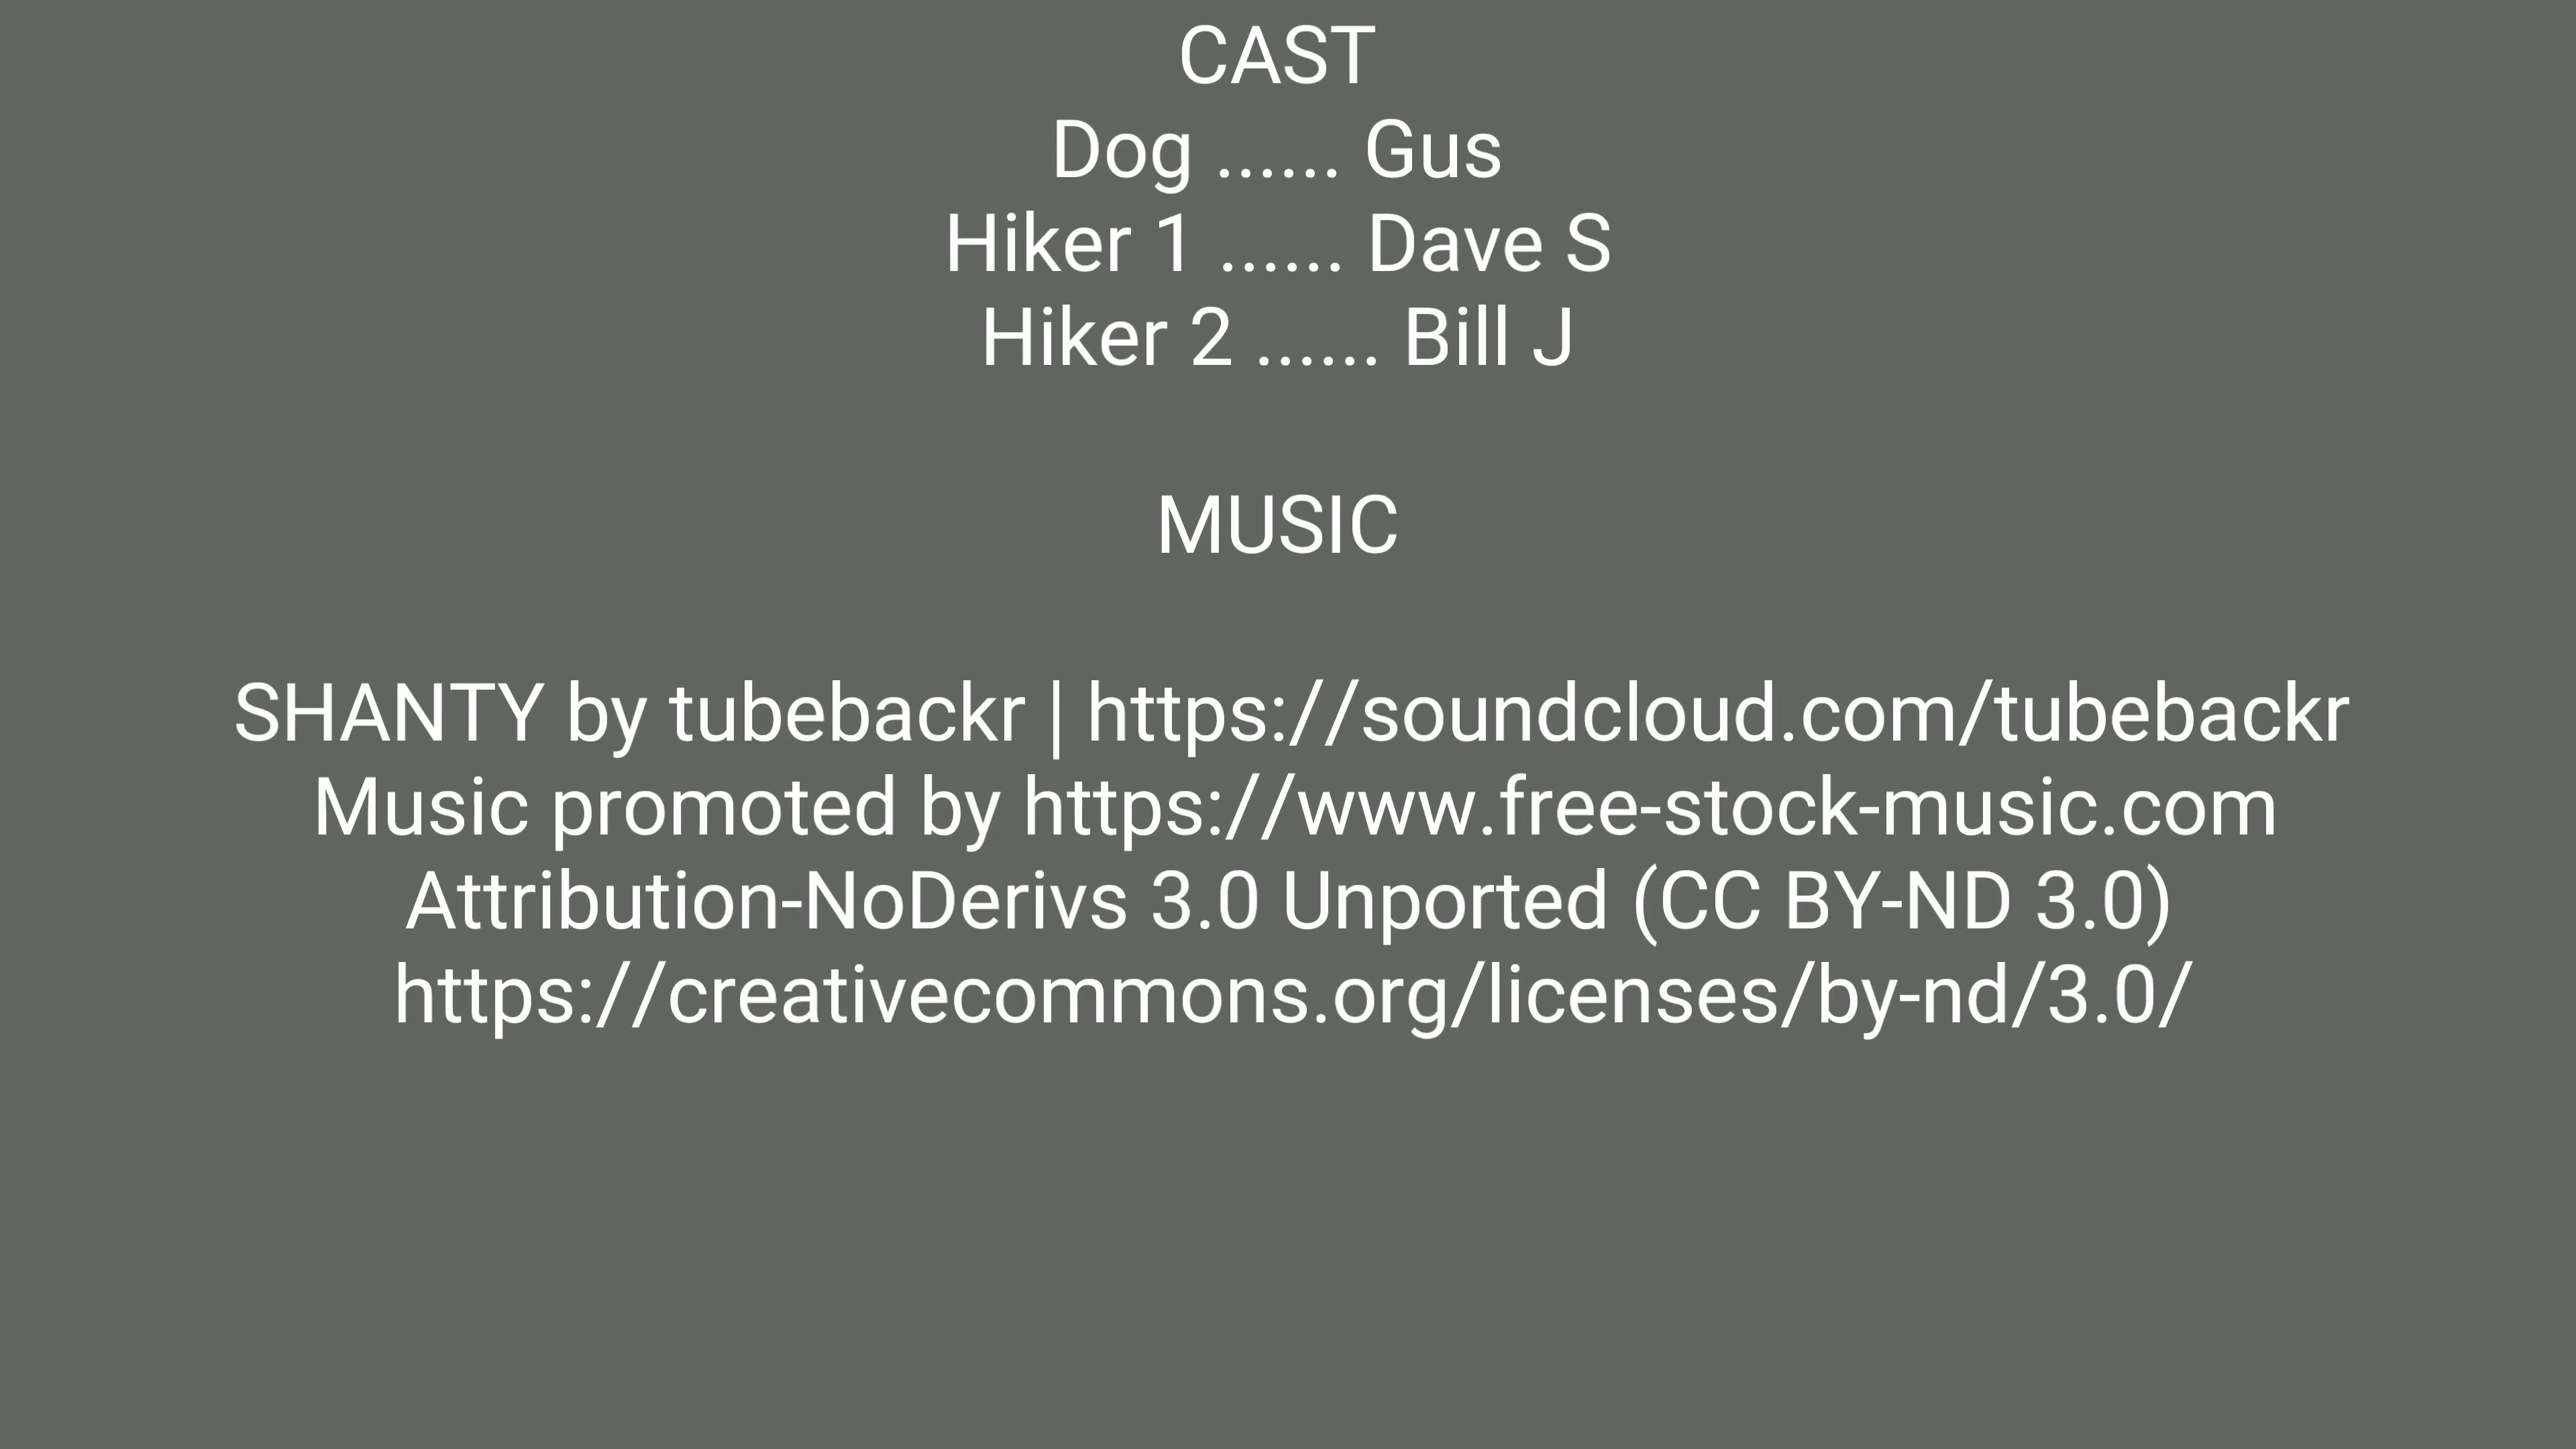 CAST
Dog ...... Gus
Hiker 1 ...... Dave S
Hiker 2 ...... Bill J
MUSIC
SHANTY by tubebackr | https://soundcloud.com/tubebackr
Music promoted by https://www.free-stock-music.com
Attribution-NoDerivs 3.0 Unported (CC BY-ND 3.0)
https://creativecommons.org/licenses/by-nd/3.0/